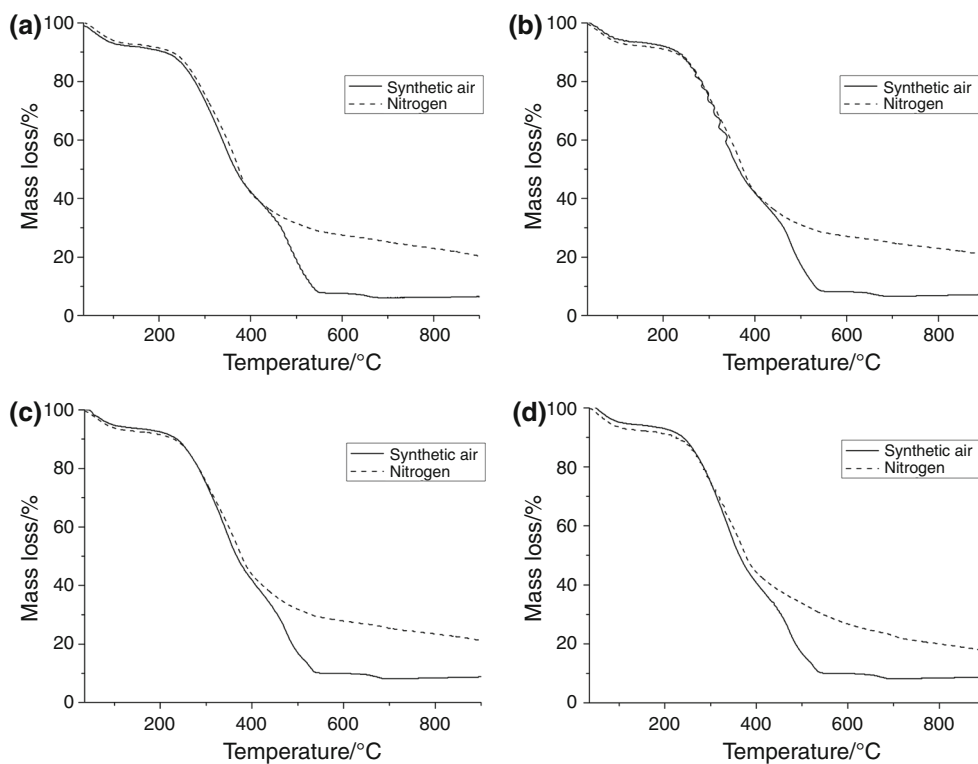 (a)
100
80
60
40
20
0
Mass loss/%
Synthetic air
Nitrogen
200
400
600
800
Temperature/°C
(b)
100
80
60
40
20
0
Mass loss/%
Synthetic air
Nitrogen
200
400
600
800
Temperature/°C
(c)
100
80
60
40
20
0
Mass loss/%
Synthetic air
Nitrogen
200
400
600
800
Temperature/°C
(d)
100
80
60
40
20
0
Mass loss/%
Synthetic air
Nitrogen
200
400
600
800
Temperature/°C